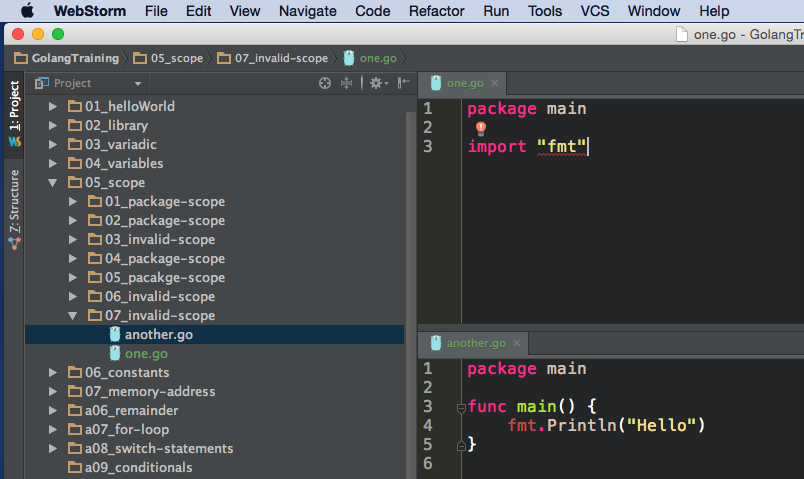 WebStorm File Edit View Navigate Code Refactor Run Tools VCS Window Help
one.go - GolangTra
GolangTraining 05_scope 07_invalid-scope one.go
1: Project
7: Structure
Project
01_helloWorld
02_library
03_variadic
04_variables
05_scope
01_package-scope
02_package-scope
03_invalid-scope
04_package-scope
05_pacakge-scope
06_invalid-scope
07_invalid-scope
another.go
one.go
06_constants
07_memory-address
a06_remainder
a07_for-loop
a08_switch-statements
a09_conditionals
one.go
1 package main
2
3 import "fmt"
another.go
1 package main
2
3 func main() {
4 fmt.Println("Hello")
5 }
6